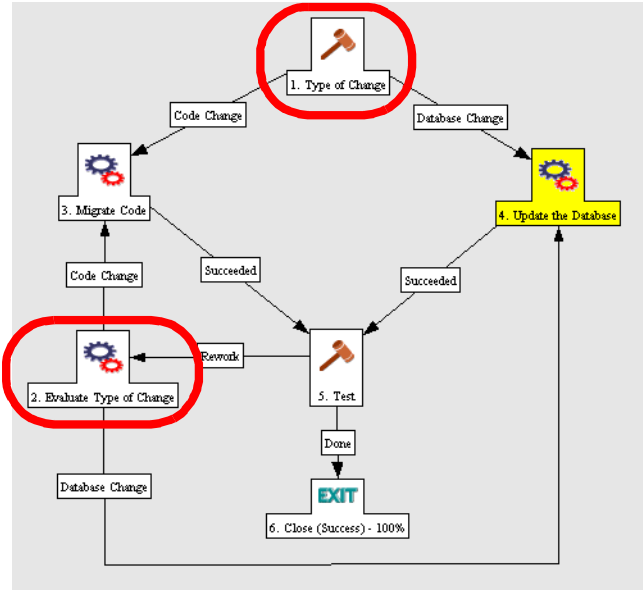 1. Type of Change
Code Change
Database Change
3. Migrate Code
4. Update the Database
Code Change
Succeeded
Succeeded
Rework
2. Evaluate Type of Change
5. Test
Done
Database Change
EXIT
6. Close (Success) - 100%